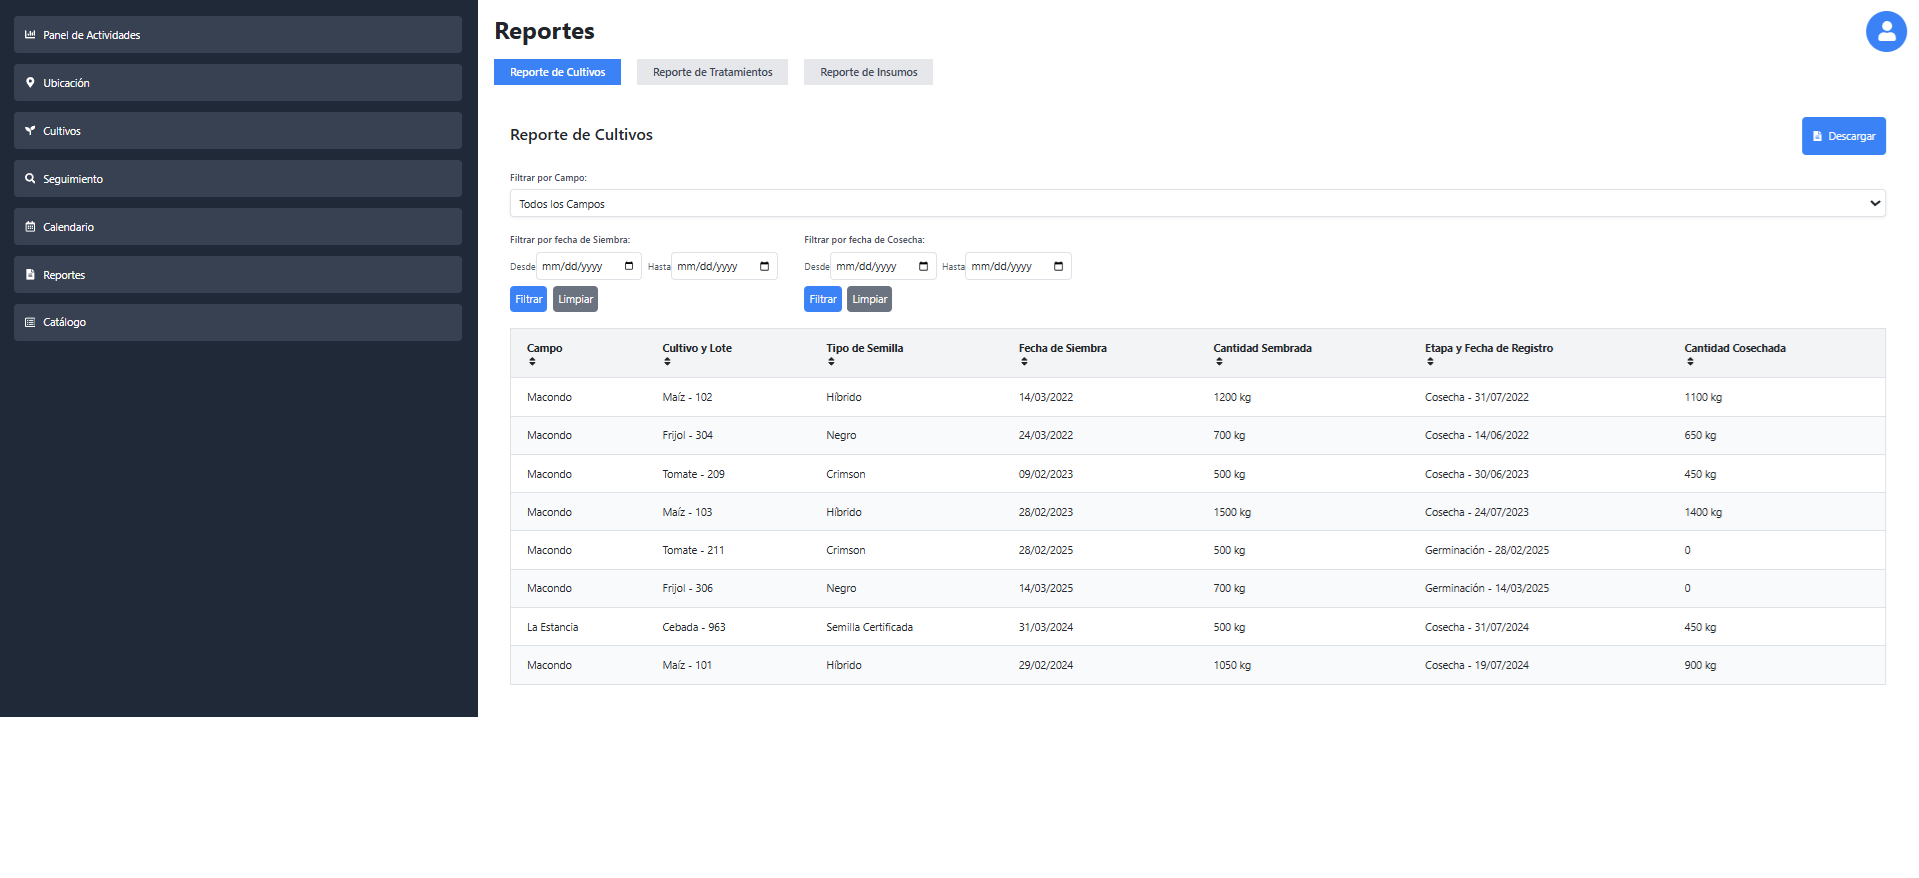 Panel de Actividades
Ubicación
Cultivos
Seguimiento
Calendario
Reportes
Catálogo
Reportes
Reporte de Cultivos Reporte de Tratamientos Reporte de Insumos
Reporte de Cultivos Descargar
Filtrar por Campo:
Todos los Campos
Filtrar por fecha de Siembra: Filtrar por fecha de Cosecha:
Desde mm/dd/yyyy Hasta mm/dd/yyyy Desde mm/dd/yyyy Hasta mm/dd/yyyy
Filtrar Limpiar Filtrar Limpiar
Campo Cultivo y Lote Tipo de Semilla Fecha de Siembra Cantidad Sembrada Etapa y Fecha de Registro Cantidad Cosechada
Macondo Maíz - 102 Híbrido 14/03/2022 1200 kg Cosecha - 31/07/2022 1100 kg
Macondo Frijol - 304 Negro 24/03/2022 700 kg Cosecha - 14/06/2022 650 kg
Macondo Tomate - 209 Crimson 09/02/2023 500 kg Cosecha - 30/06/2023 450 kg
Macondo Maíz - 103 Híbrido 28/02/2023 1500 kg Cosecha - 24/07/2023 1400 kg
Macondo Tomate - 211 Crimson 28/02/2025 500 kg Germinación - 28/02/2025 0
Macondo Frijol - 306 Negro 14/03/2025 700 kg Germinación - 14/03/2025 0
La Estancia Cebada - 963 Semilla Certificada 31/03/2024 500 kg Cosecha - 31/07/2024 450 kg
Macondo Maíz - 101 Híbrido 29/02/2024 1050 kg Cosecha - 19/07/2024 900 kg